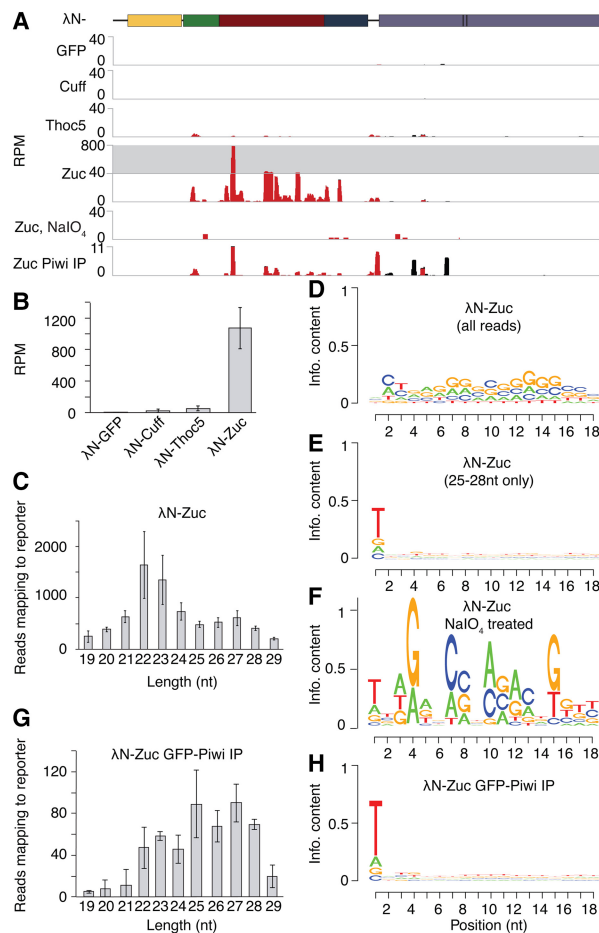 A
λN-
RPM
GFP
40
0
Cuff
40
0
Thoc5
40
0
Zuc
800
40
0
Zuc, NaIO4
40
0
Zuc Piwi IP
11
0
B
RPM
1200
800
400
0
λN-GFP
λN-Cuff
λN-Thoc5
λN-Zuc
C
λN-Zuc
Reads mapping to reporter
2000
1000
0
19 20 21 22 23 24 25 26 27 28 29
Length (nt)
G
λN-Zuc GFP-Piwi IP
Reads mapping to reporter
120
80
40
0
19 20 21 22 23 24 25 26 27 28 29
Length (nt)
D
λN-Zuc
(all reads)
Info. content
1
0.5
0
2 4 6 8 10 12 14 16 18
E
λN-Zuc
(25-28nt only)
Info. content
1
0.5
0
T
G
A
C
2 4 6 8 10 12 14 16 18
F
λN-Zuc
NaIO4 treated
Info. content
1
0.5
0
2 4 6 8 10 12 14 16 18
H
λN-Zuc GFP-Piwi IP
Info. content
1
0.5
0
T
A
G
C
2 4 6 8 10 12 14 16 18
Position (nt)